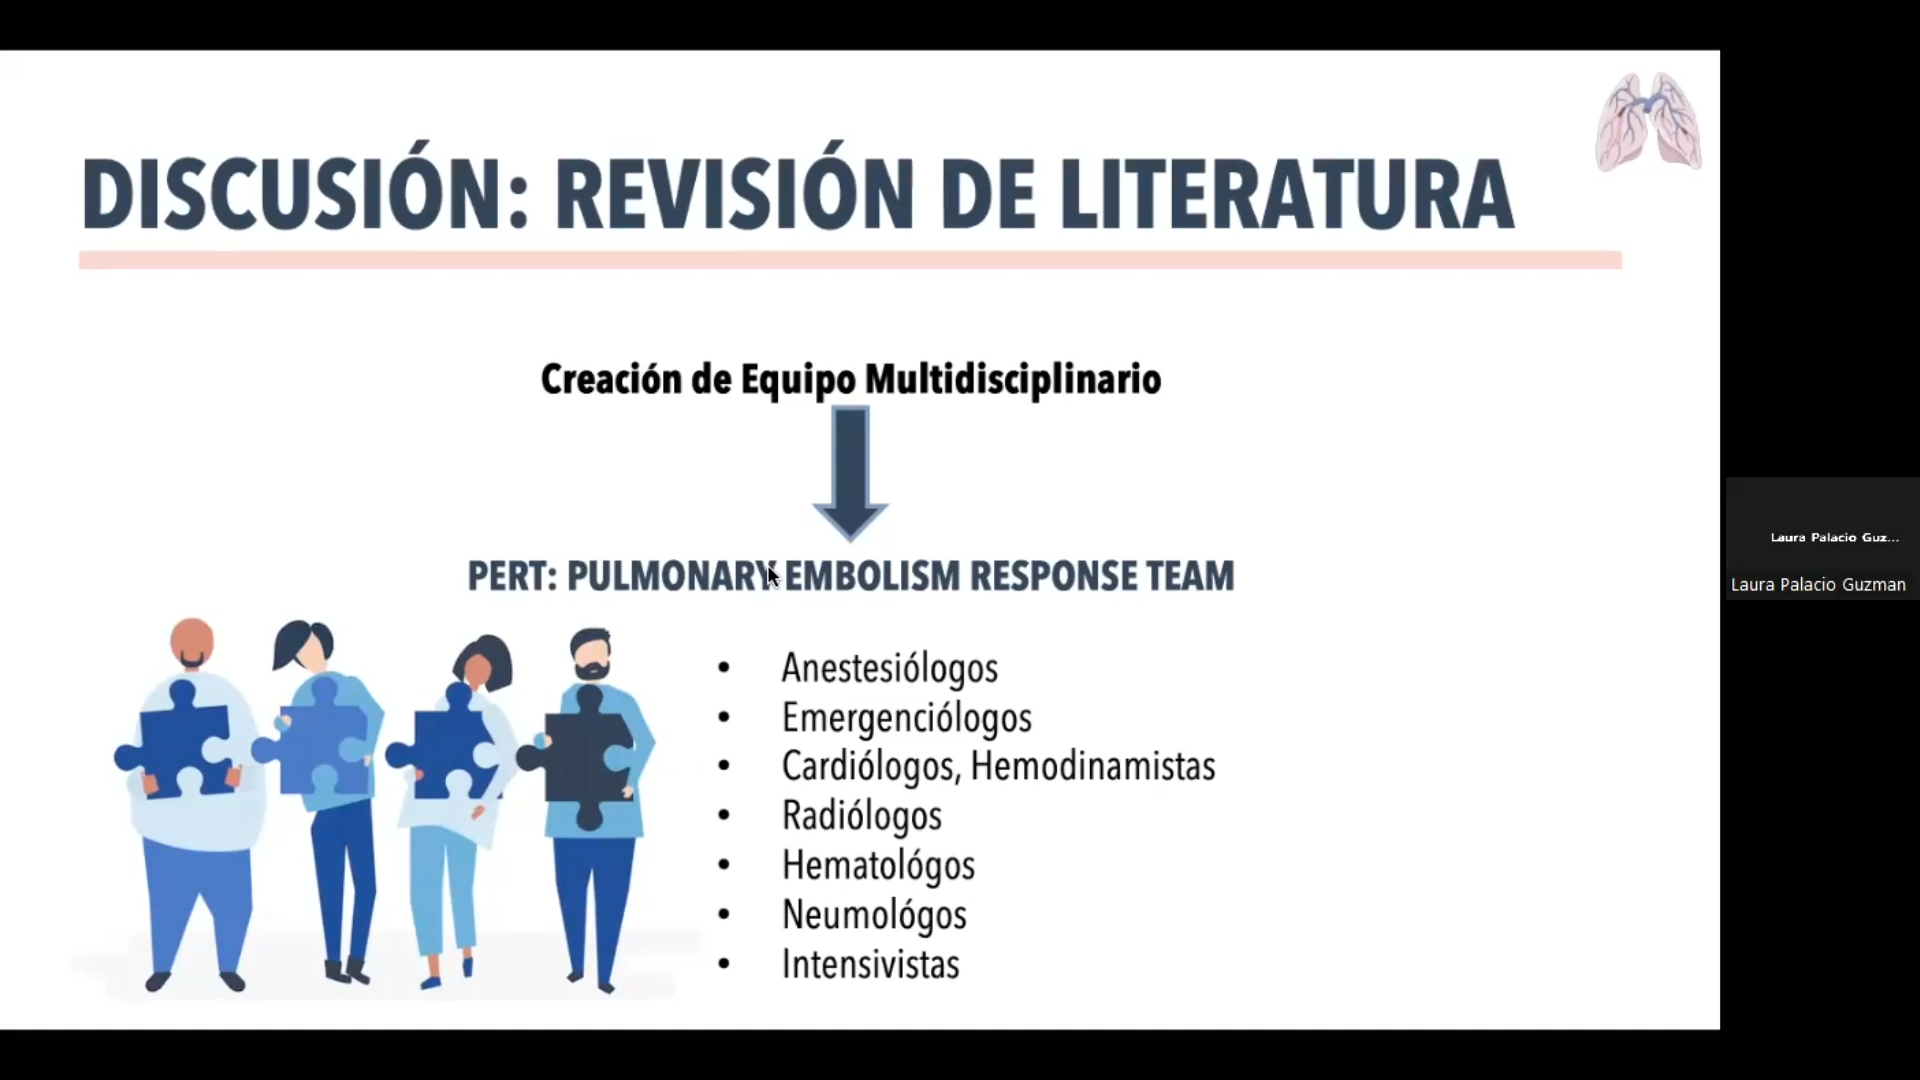 DISCUSIÓN: REVISIÓN DE LITERATURA
Creación de Equipo Multidisciplinario
PERT: PULMONARY EMBOLISM RESPONSE TEAM
• Anestesiólogos
• Emergenciólogos
• Cardiólogos, Hemodinamistas
• Radiólogos
• Hematológos
• Neumológos
• Intensivistas
Laura Palacio Guz...
Laura Palacio Guzman